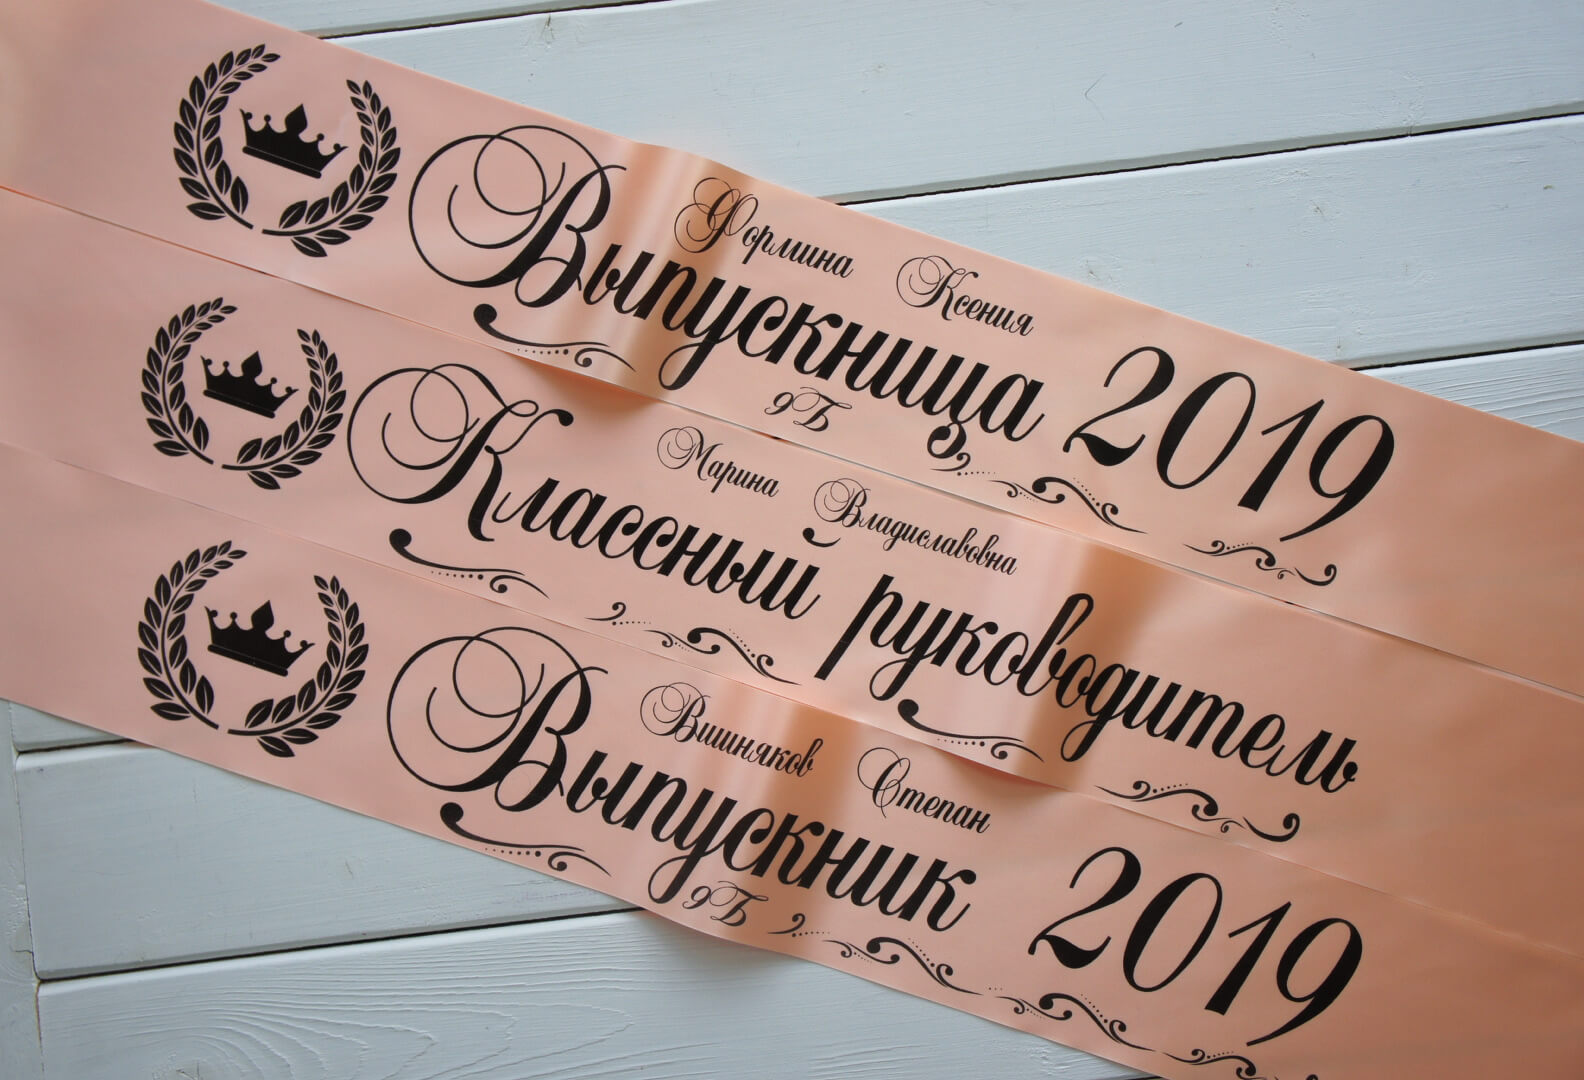 Формина Ксения
Выпускница 2019
9Б
Марина Владиславовна
Классный руководитель
Вишняков Степан
Выпускник 2019
9Б